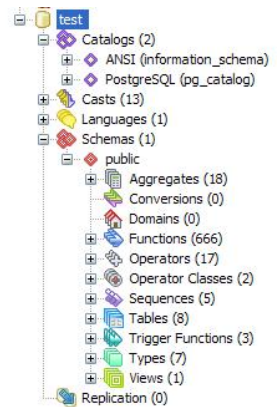 test
Catalogs (2)
ANSI (information_schema)
PostgreSQL (pg_catalog)
Casts (13)
Languages (1)
Schemas (1)
public
Aggregates (18)
Conversions (0)
Domains (0)
Functions (666)
Operators (17)
Operator Classes (2)
Sequences (5)
Tables (8)
Trigger Functions (3)
Types (7)
Views (1)
Replication (0)